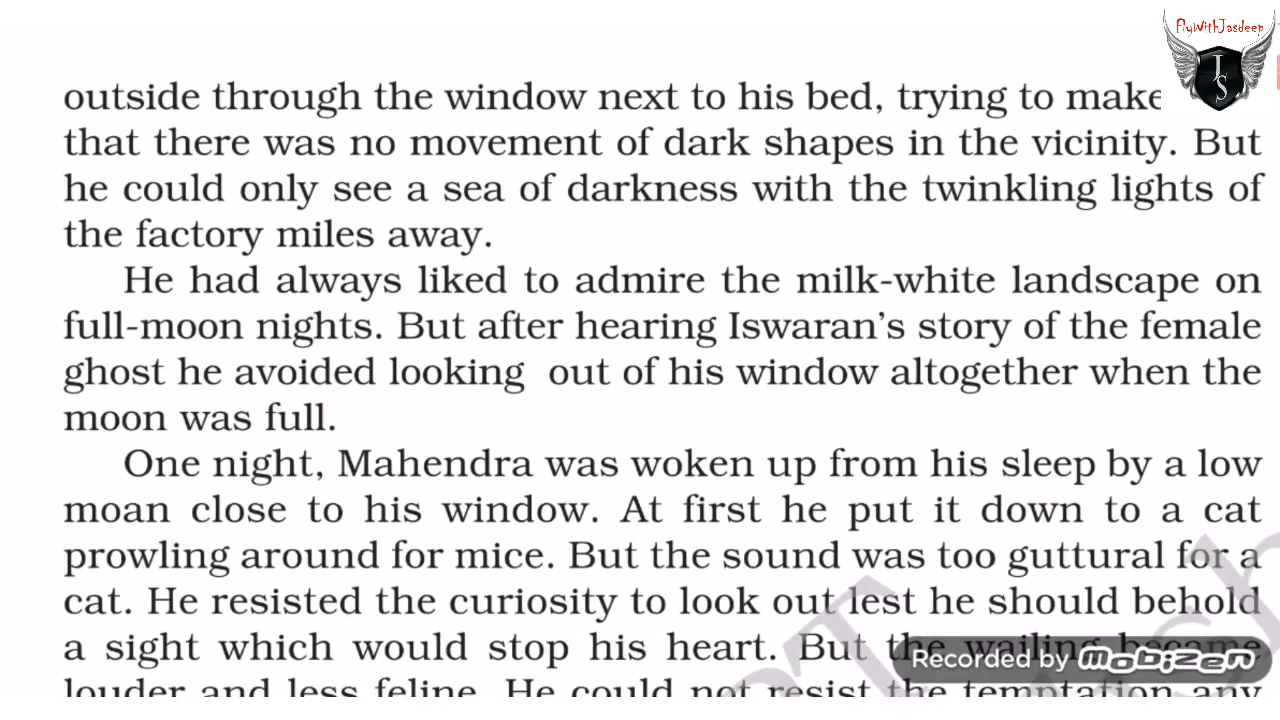 FlyWithJasdeep
J
S
outside through the window next to his bed, trying to make
that there was no movement of dark shapes in the vicinity. But
he could only see a sea of darkness with the twinkling lights of
the factory miles away.
He had always liked to admire the milk-white landscape on
full-moon nights. But after hearing Iswaran's story of the female
ghost he avoided looking out of his window altogether when the
moon was full.
One night, Mahendra was woken up from his sleep by a low
moan close to his window. At first he put it down to a cat
prowling around for mice. But the sound was too guttural for a
cat. He resisted the curiosity to look out lest he should behold
a sight which would stop his heart. But the wailing became
Recorded by mobizen
louder and less feline. He could not resist the temptation any